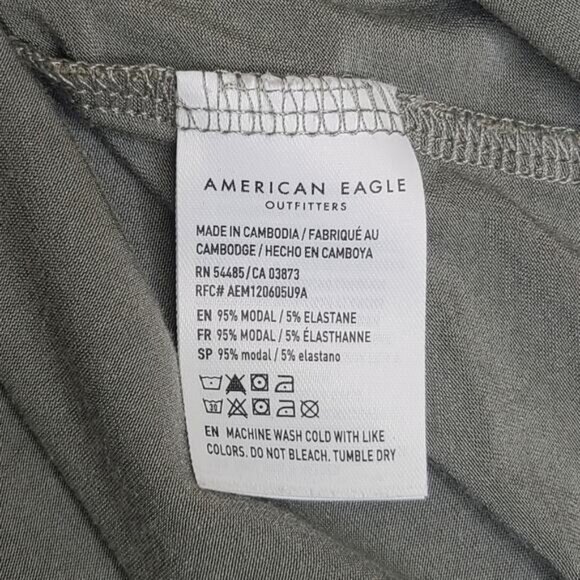 AMERICAN EAGLE
OUTFITTERS
MADE IN CAMBODIA / FABRIQUÉ AU
CAMBODGE / HECHO EN CAMBOYA
RN 54485/CA 03873
RFC# AEM120605U9A
EN 95% MODAL / 5% ELASTANE
FR 95% MODAL / 5% ÉLASTHANNE
SP 95% modal / 5% elastano
30
EN MACHINE WASH COLD WITH LIKE
COLORS. DO NOT BLEACH. TUMBLE DRY